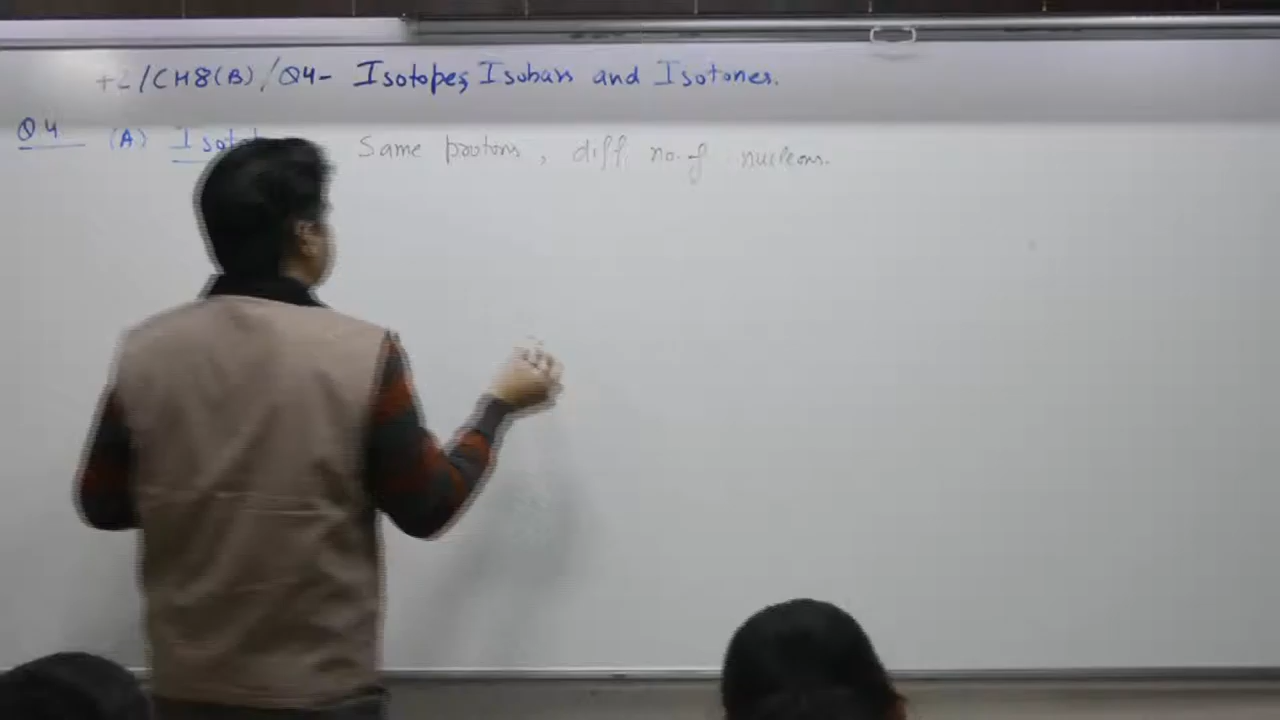 +2/CH8(B)/Q4- Isotopes, Isobars and Isotones.
Q4 (A) Same protons, diff. no. of nucleons.